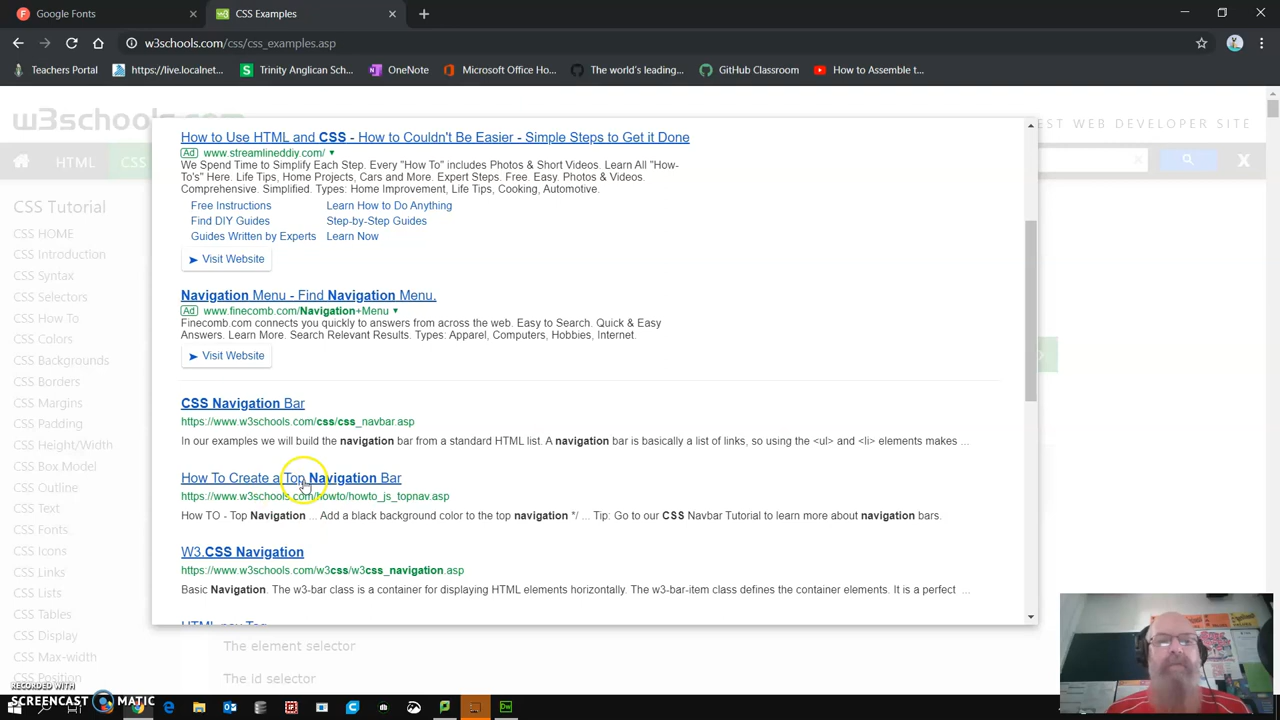 Google Fonts
CSS Examples
w3schools.com/css/css_examples.asp
Teachers Portal
https://live.localnet...
Trinity Anglican Sch...
OneNote
Microsoft Office Ho...
The world's leading...
GitHub Classroom
How to Assemble t...
w3schools
EST WEB DEVELOPER SITE
HTML
CSS
CSS Tutorial
CSS HOME
CSS Introduction
CSS Syntax
CSS Selectors
CSS How To
CSS Colors
CSS Backgrounds
CSS Borders
CSS Margins
CSS Padding
CSS Height/Width
CSS Box Model
CSS Outline
CSS Text
CSS Fonts
CSS Icons
CSS Links
CSS Lists
CSS Tables
CSS Display
CSS Max-width
CSS Position
How to Use HTML and CSS - How to Couldn't Be Easier - Simple Steps to Get it Done
Ad www.streamlineddiy.com/
We Spend Time to Simplify Each Step. Every "How To" includes Photos & Short Videos. Learn All "How-
To's" Here. Life Tips, Home Projects, Cars and More. Expert Steps. Free. Easy. Photos & Videos.
Comprehensive. Simplified. Types: Home Improvement, Life Tips, Cooking, Automotive.
Free Instructions Learn How to Do Anything
Find DIY Guides Step-by-Step Guides
Guides Written by Experts Learn Now
Visit Website
Navigation Menu - Find Navigation Menu.
Ad www.finecomb.com/Navigation+Menu
Finecomb.com connects you quickly to answers from across the web. Easy to Search. Quick & Easy
Answers. Learn More. Search Relevant Results. Types: Apparel, Computers, Hobbies, Internet.
Visit Website
CSS Navigation Bar
https://www.w3schools.com/css/css_navbar.asp
In our examples we will build the navigation bar from a standard HTML list. A navigation bar is basically a list of links, so using the <ul> and <li> elements makes ...
How To Create a Top Navigation Bar
https://www.w3schools.com/howto/howto_js_topnav.asp
How TO - Top Navigation ... Add a black background color to the top navigation */ ... Tip: Go to our CSS Navbar Tutorial to learn more about navigation bars.
W3.CSS Navigation
https://www.w3schools.com/w3css/w3css_navigation.asp
Basic Navigation. The w3-bar class is a container for displaying HTML elements horizontally. The w3-bar-item class defines the container elements. It is a perfect ...
HTML nav Tag
The element selector
The id selector
RECORDED WITH
SCREENCAST MATIC